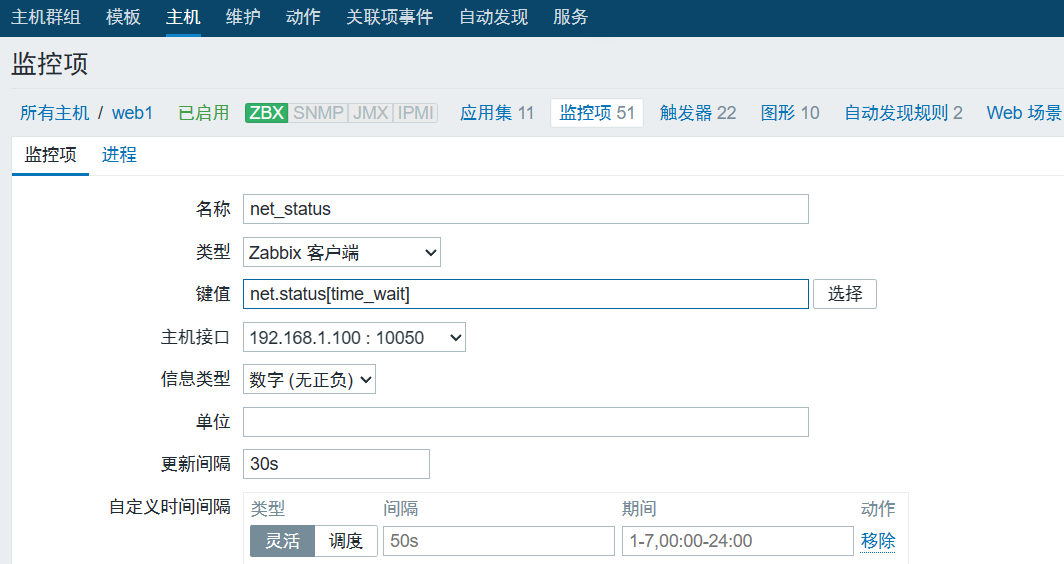 主机群组 模板 主机 维护 动作 关联项事件 自动发现 服务
监控项
所有主机 / web1 已启用 ZBX SNMP JMX IPMI 应用集 11 监控项 51 触发器 22 图形 10 自动发现规则 2 Web 场景
监控项 进程
名称 net_status
类型 Zabbix 客户端
键值 net.status[time_wait] 选择
主机接口 192.168.1.100 : 10050
信息类型 数字 (无正负)
单位
更新间隔 30s
自定义时间间隔 类型 间隔 期间 动作
灵活 调度 50s 1-7,00:00-24:00 移除